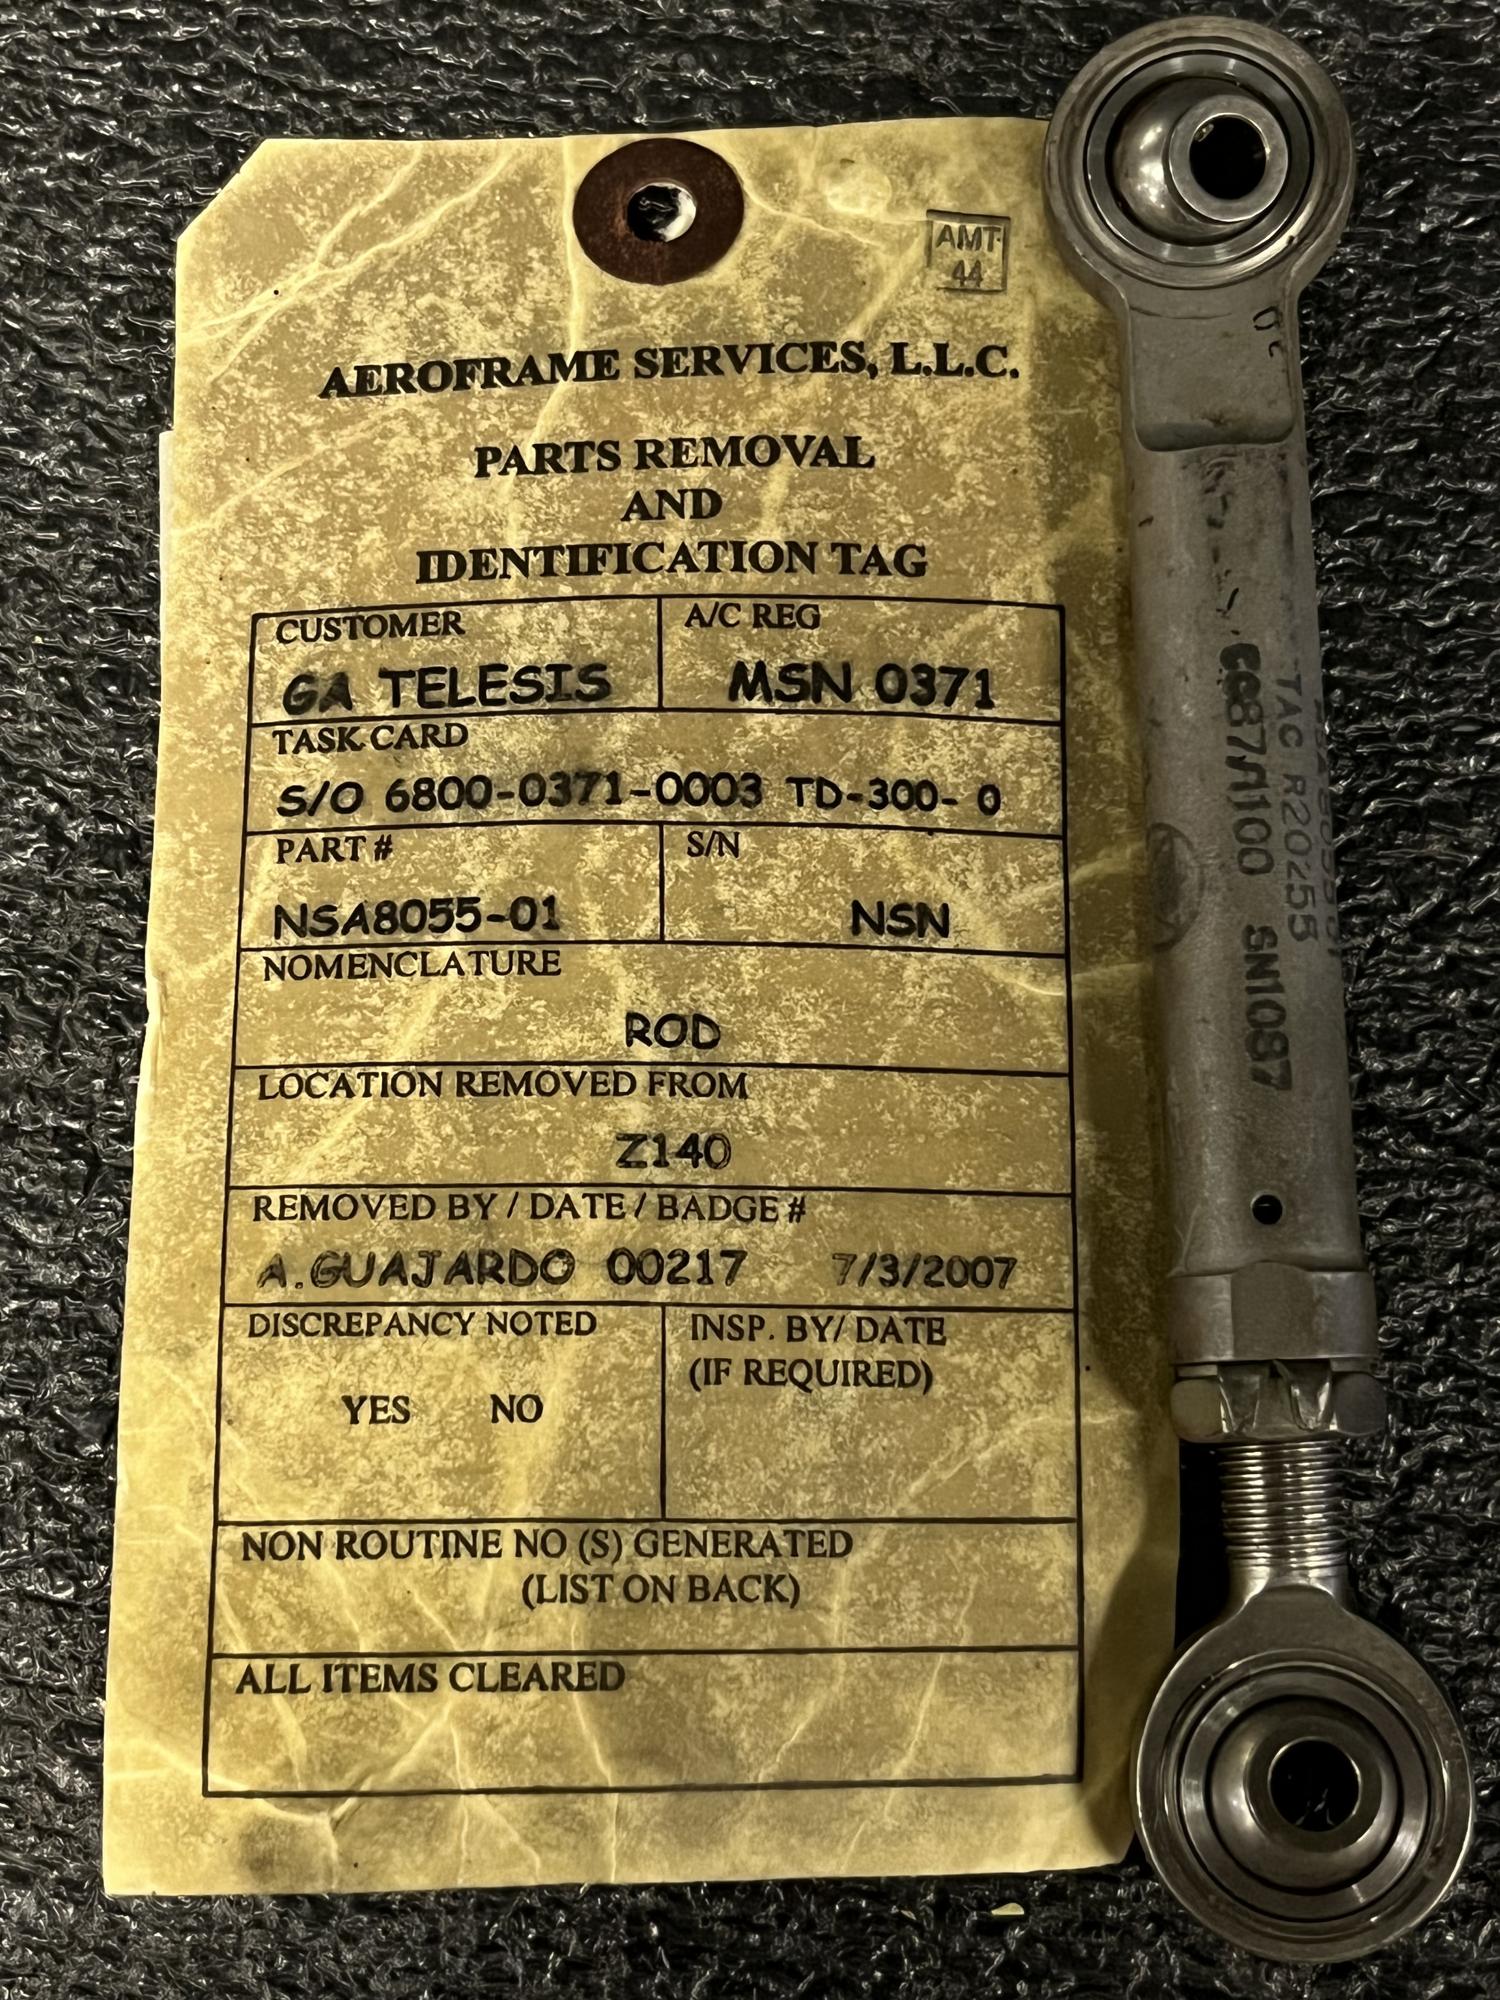 AMT
44
AEROFRAME SERVICES, L.L.C.
PARTS REMOVAL
AND
IDENTIFICATION TAG
CUSTOMER
GA TELESIS
A/C REG
MSN 0371
TASK CARD
S/O 6800-0371-0003 TD-300- 0
PART #
NSA8055-01
S/N
NSN
NOMENCLATURE
ROD
LOCATION REMOVED FROM
Z140
REMOVED BY / DATE / BADGE #
A.GUAJARDO 00217 7/3/2007
DISCREPANCY NOTED
YES NO
INSP. BY/ DATE
(IF REQUIRED)
NON ROUTINE NO (S) GENERATED
(LIST ON BACK)
ALL ITEMS CLEARED
TAC R20255
SN1087